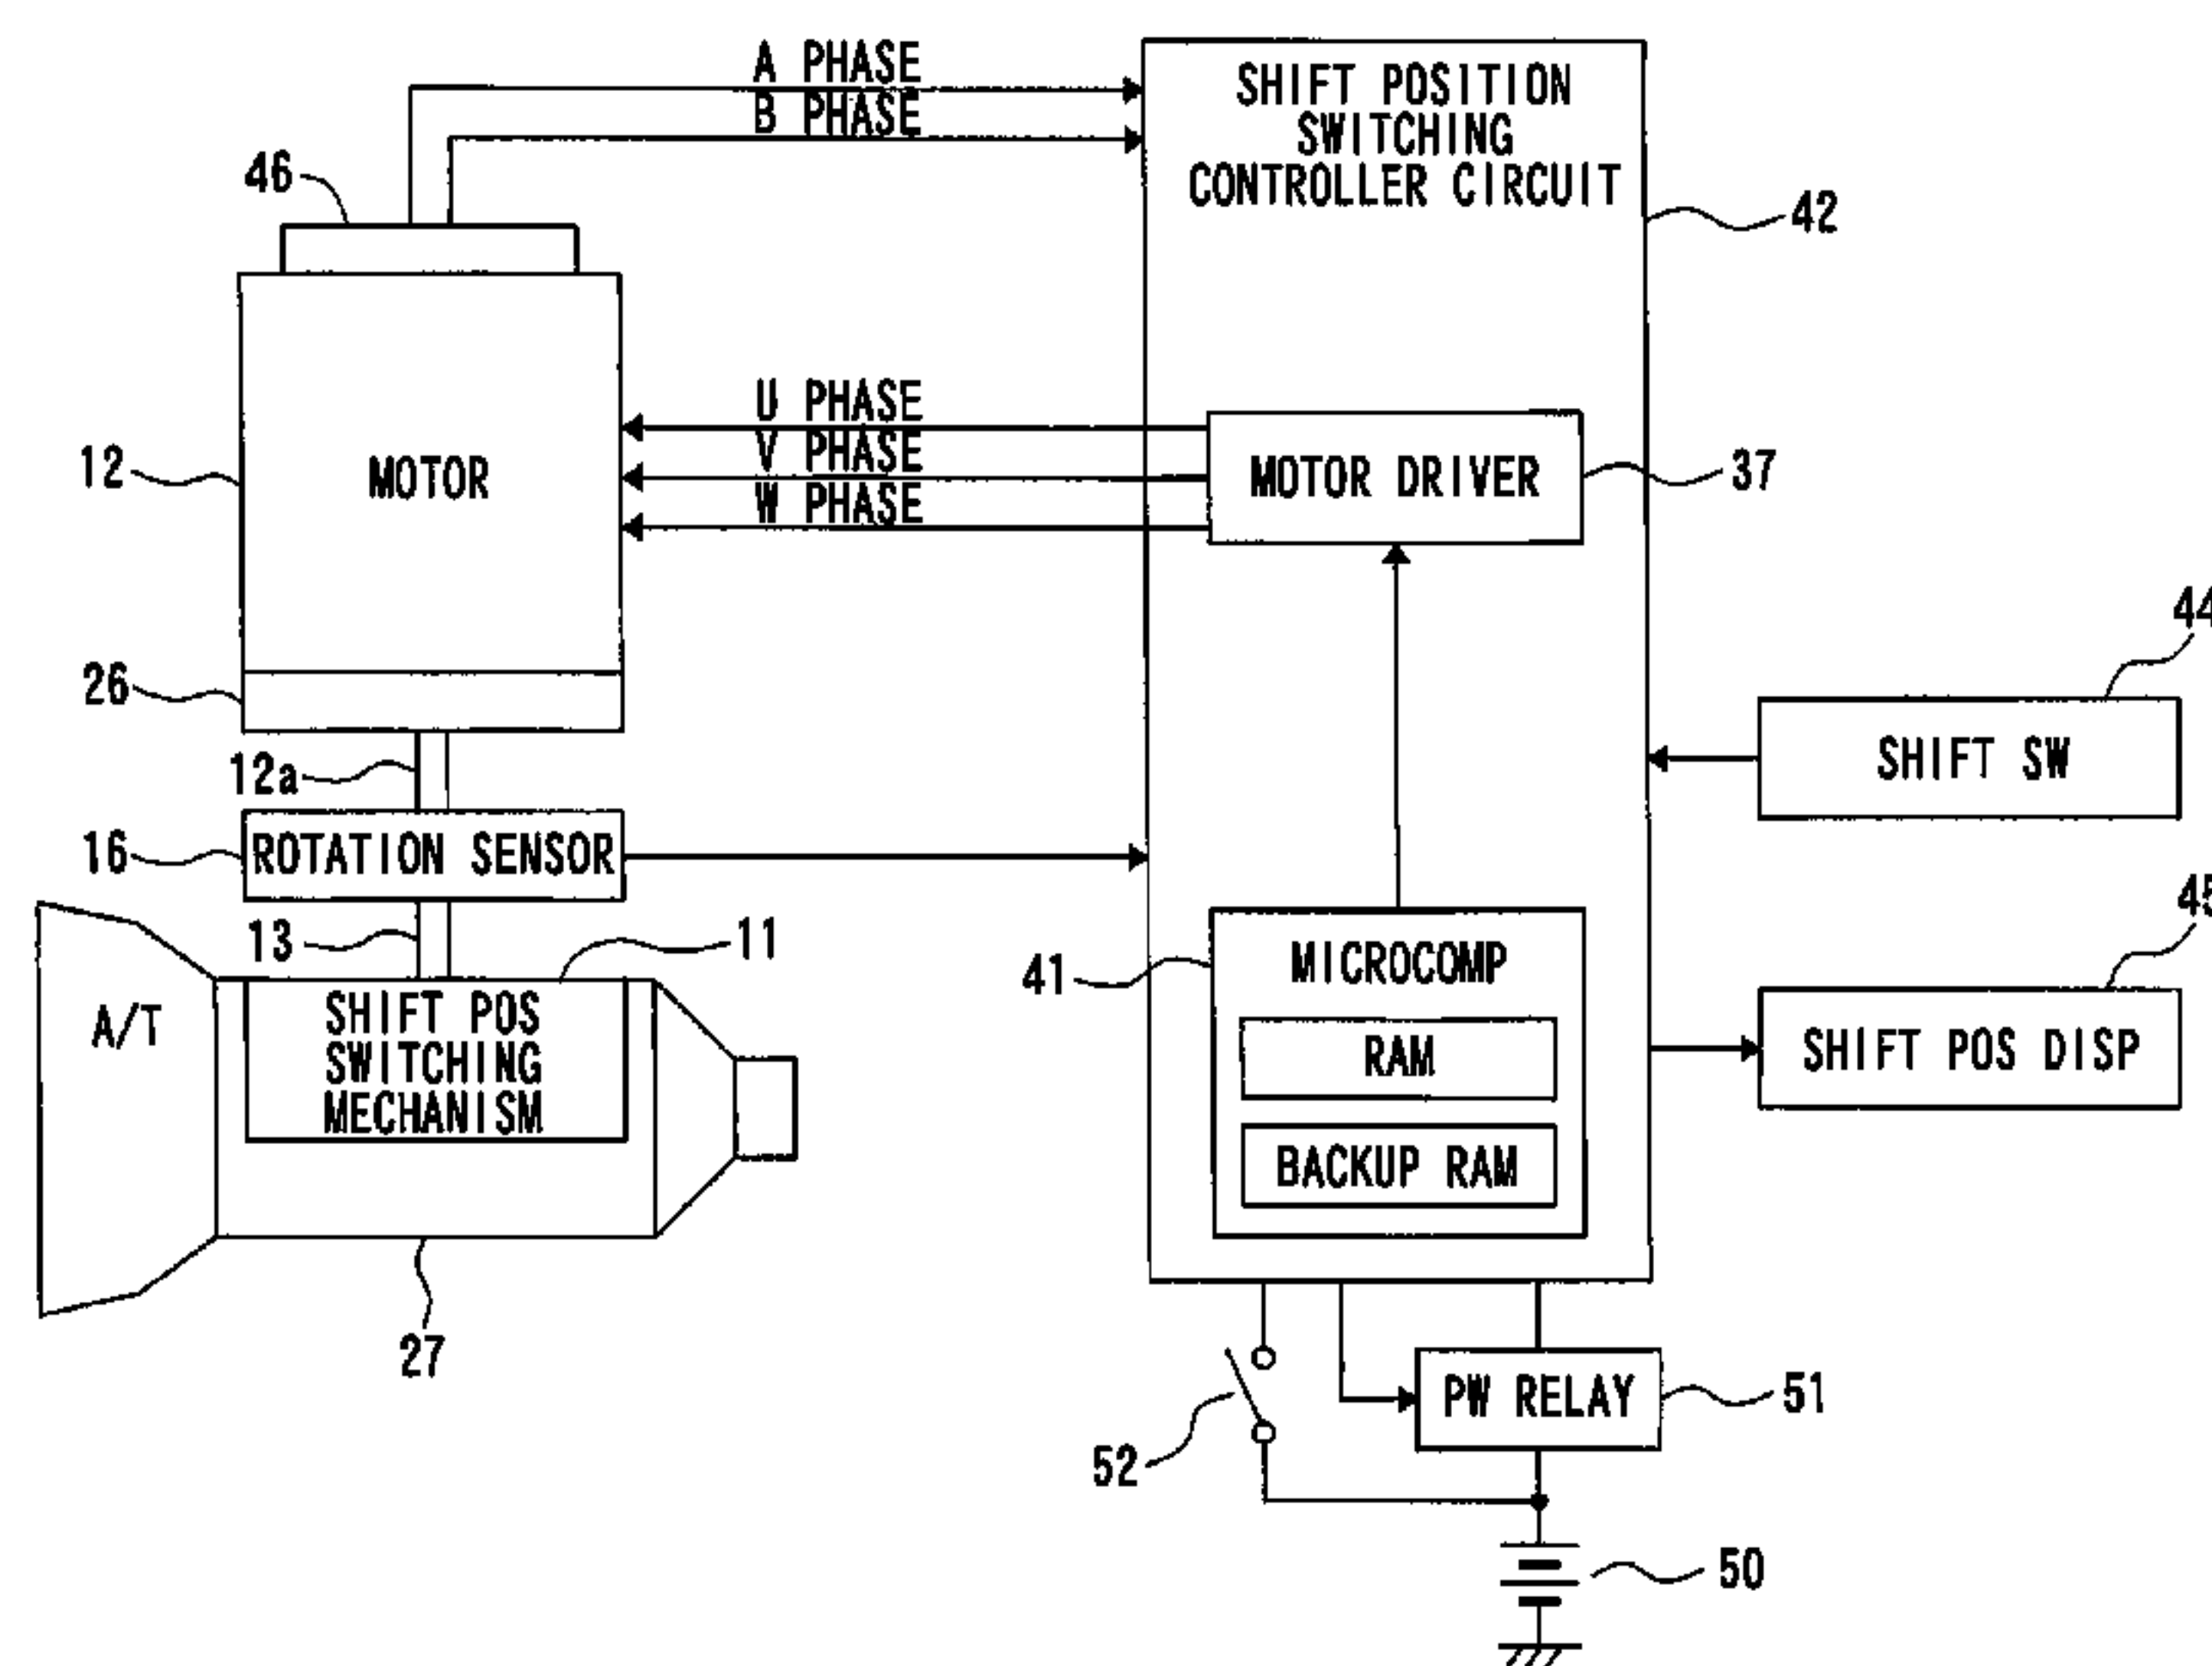 A PHASE
B PHASE
SHIFT POSITION
SWITCHING
CONTROLLER CIRCUIT
46
42
U PHASE
V PHASE
W PHASE
12
MOTOR
MOTOR DRIVER
37
44
26
12a
SHIFT SW
16
ROTATION SENSOR
45
13
11
41
MICROCOMP
A/T
SHIFT POS
SWITCHING
MECHANISM
RAM
SHIFT POS DISP
BACKUP RAM
27
PW RELAY
51
52
50